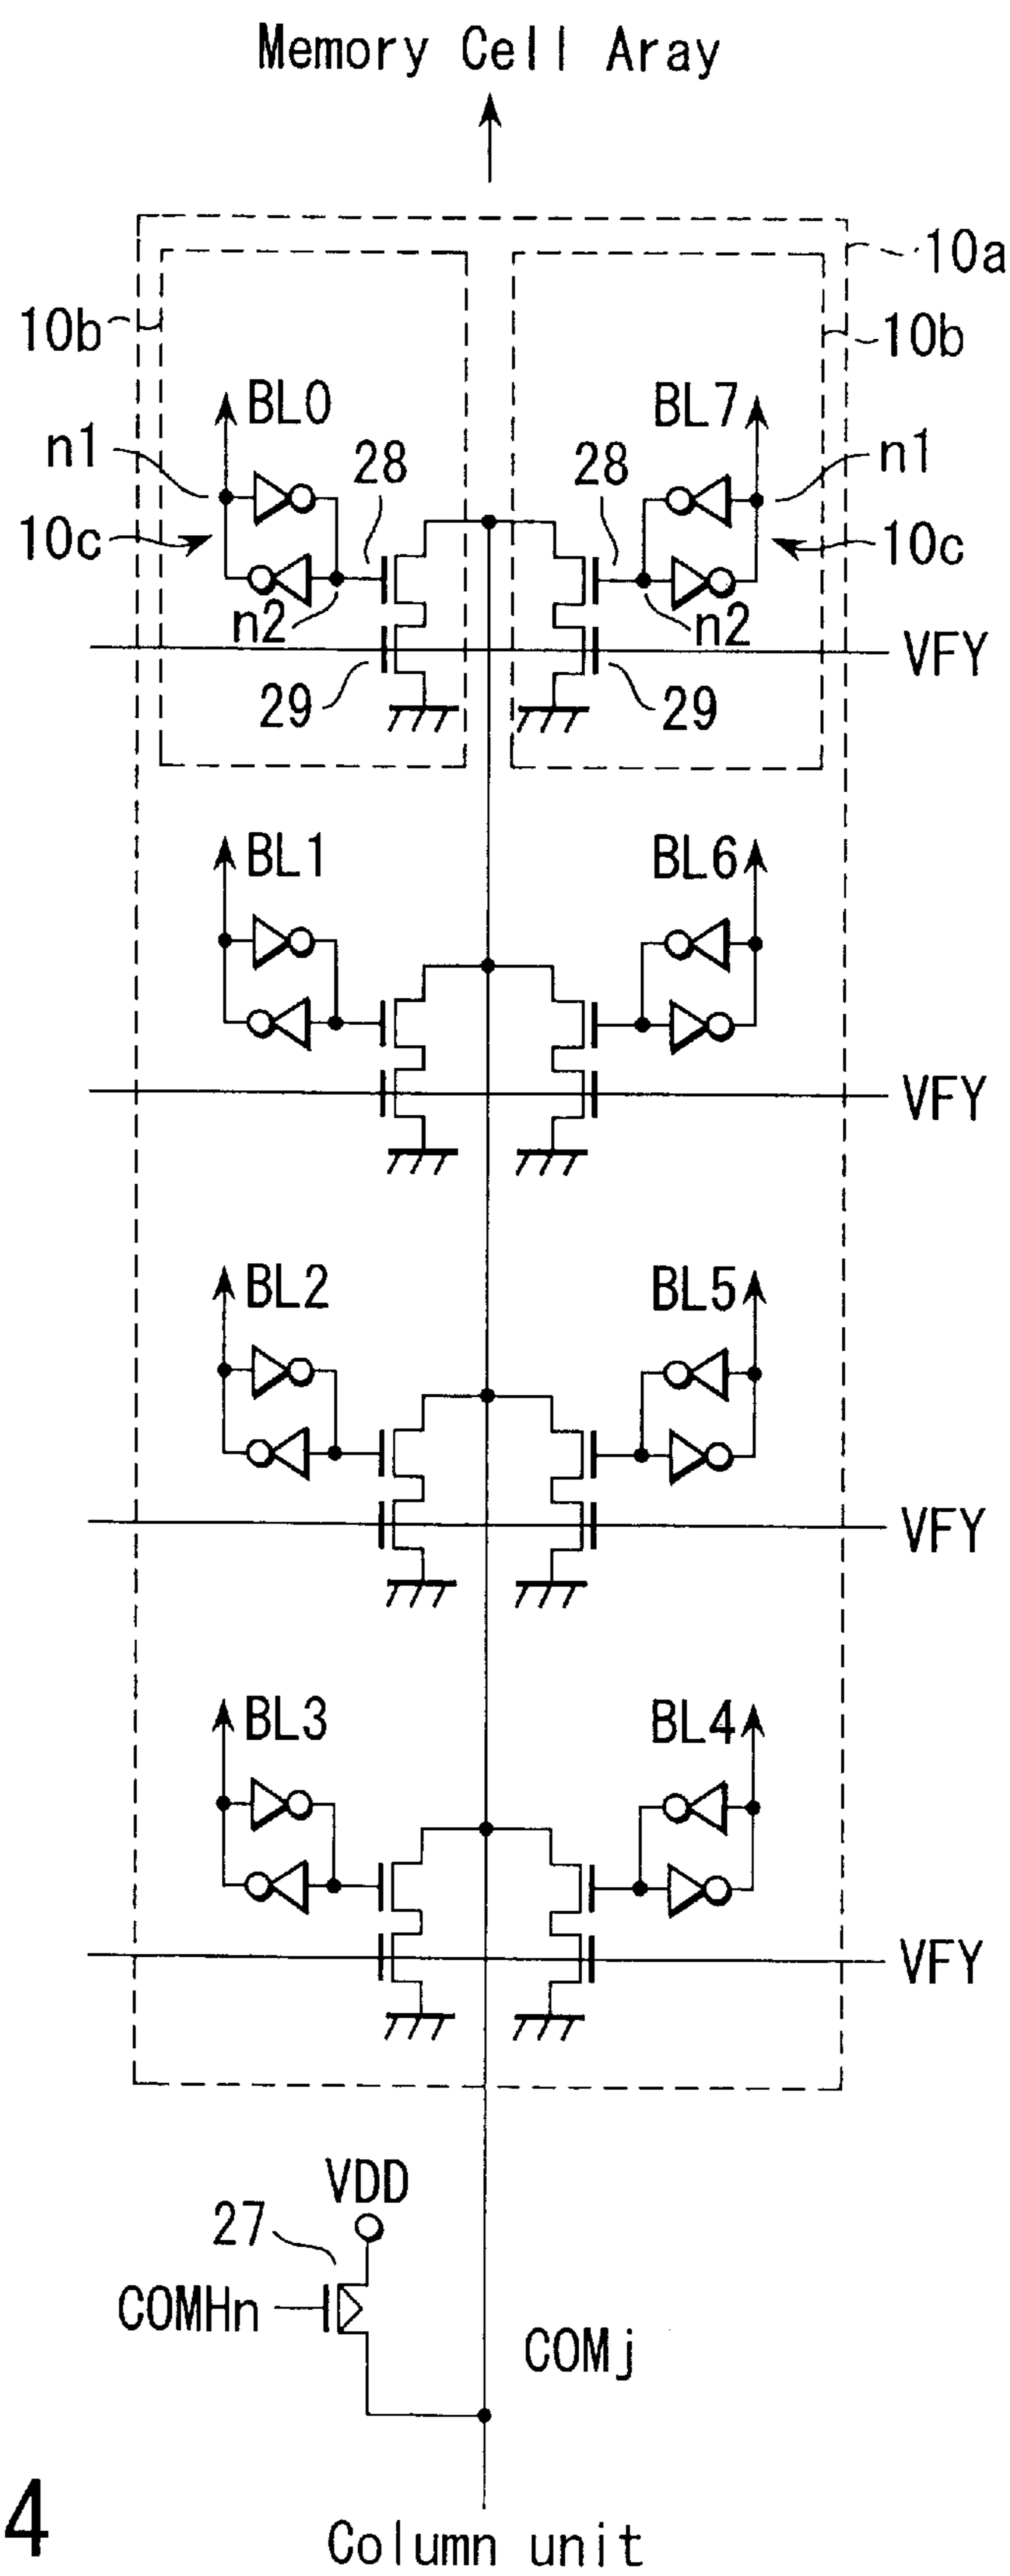 Memory Cell Aray
10a
10b 10b
BL0 BL7
n1 28 28 n1
10c 10c
n2 n2
VFY
29 29
BL1 BL6
VFY
BL2 BL5
VFY
BL3 BL4
VFY
VDD
27
COMHn
COMj
4
Column unit